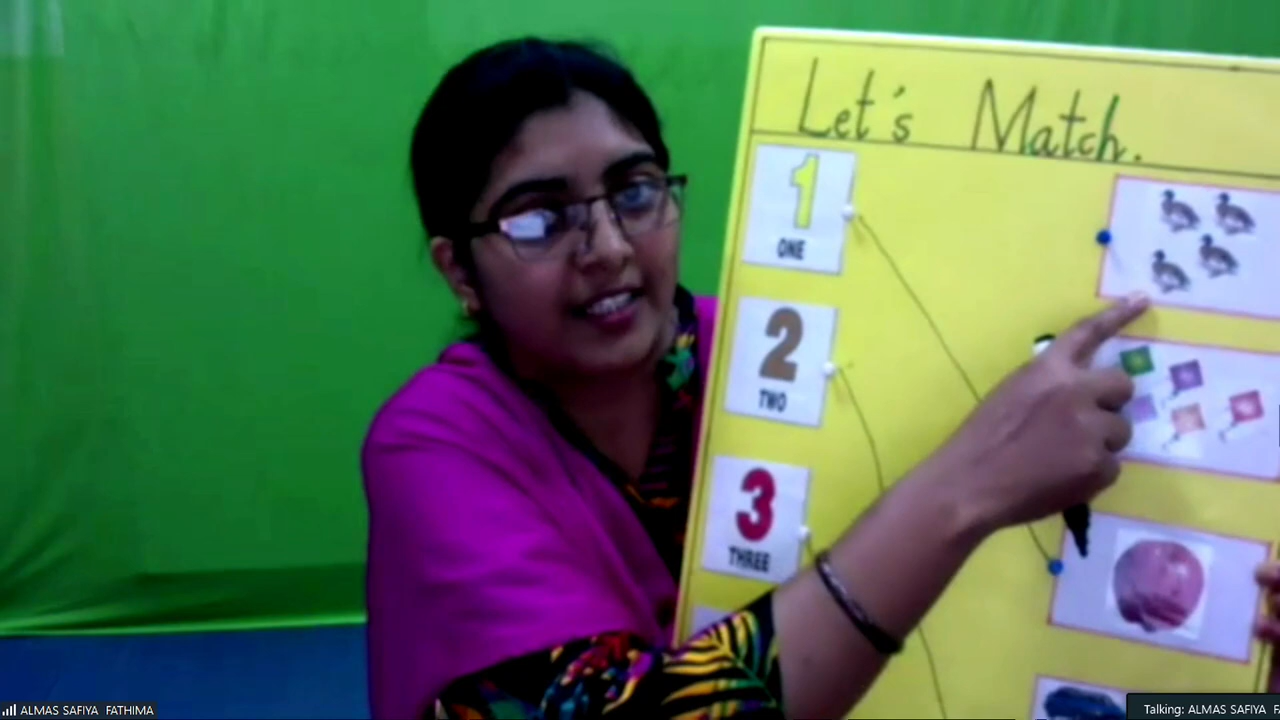 Let's Match.
1
ONE
2
TWO
3
THREE
ALMAS SAFIYA FATHIMA
Talking: ALMAS SAFIYA